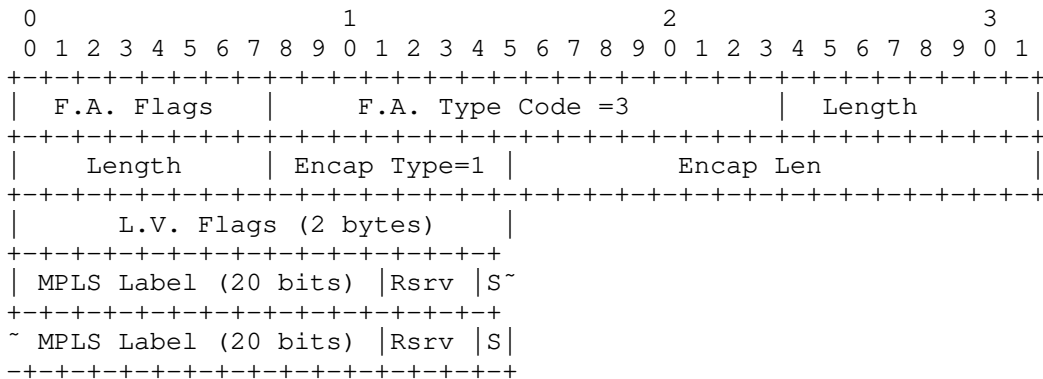 0                   1                   2                   3
 0 1 2 3 4 5 6 7 8 9 0 1 2 3 4 5 6 7 8 9 0 1 2 3 4 5 6 7 8 9 0 1
+-+-+-+-+-+-+-+-+-+-+-+-+-+-+-+-+-+-+-+-+-+-+-+-+-+-+-+-+-+-+-+
|  F.A. Flags   |     F.A. Type Code =3         |  Length       |
+-+-+-+-+-+-+-+-+-+-+-+-+-+-+-+-+-+-+-+-+-+-+-+-+-+-+-+-+-+-+-+
|    Length     | Encap Type=1 |          Encap Len             |
+-+-+-+-+-+-+-+-+-+-+-+-+-+-+-+-+-+-+-+-+-+-+-+-+-+-+-+-+-+-+-+
|      L.V. Flags (2 bytes)    |
+-+-+-+-+-+-+-+-+-+-+-+-+-+-+-+
| MPLS Label (20 bits) |Rsrv |S~
+-+-+-+-+-+-+-+-+-+-+-+-+-+-+-+
~ MPLS Label (20 bits) |Rsrv |S|
-+-+-+-+-+-+-+-+-+-+-+-+-+-+-+-+